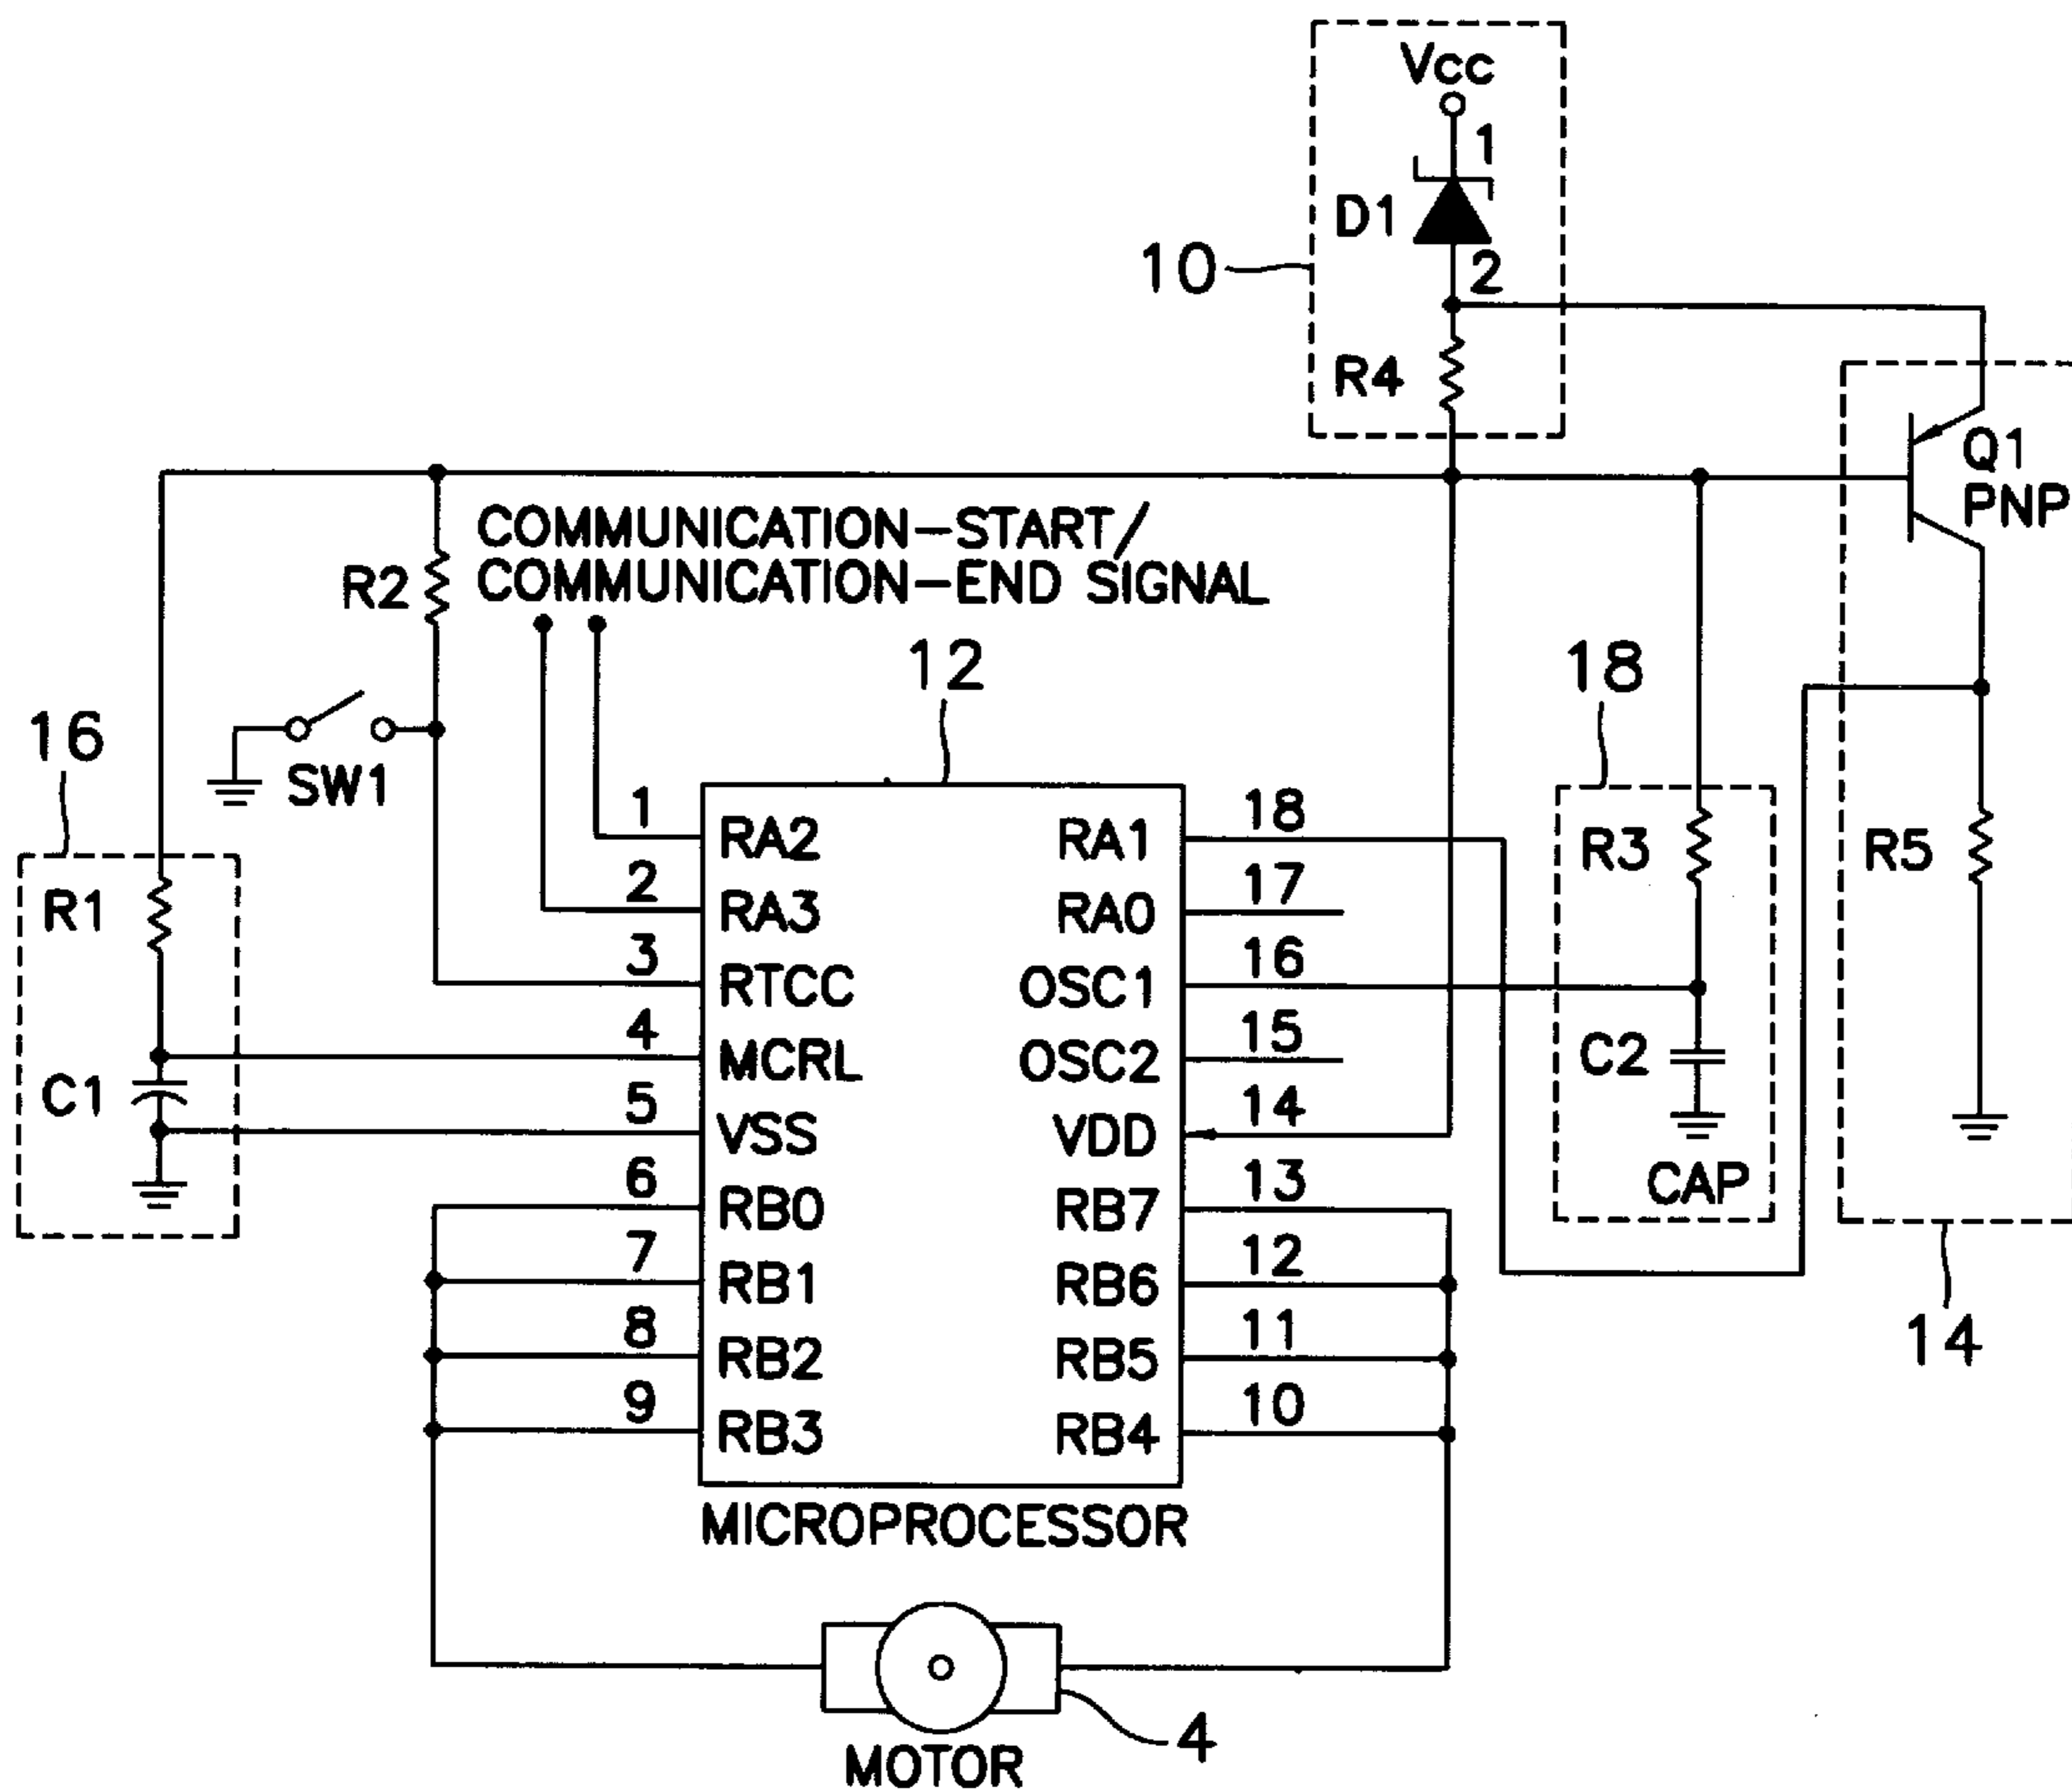 Vcc
1
D1
10
2
R4
Q1
PNP
COMMUNICATION-START/
COMMUNICATION-END SIGNAL
R2
12
18
16
SW1
1
RA2
RA1
18
R3
R5
R1
2
RA3
RA0
17
3
RTCC
OSC1
16
4
MCRL
OSC2
15
C2
C1
5
VSS
VDD
14
CAP
6
RB0
RB7
13
7
RB1
RB6
12
8
RB2
RB5
11
14
9
RB3
RB4
10
MICROPROCESSOR
4
MOTOR